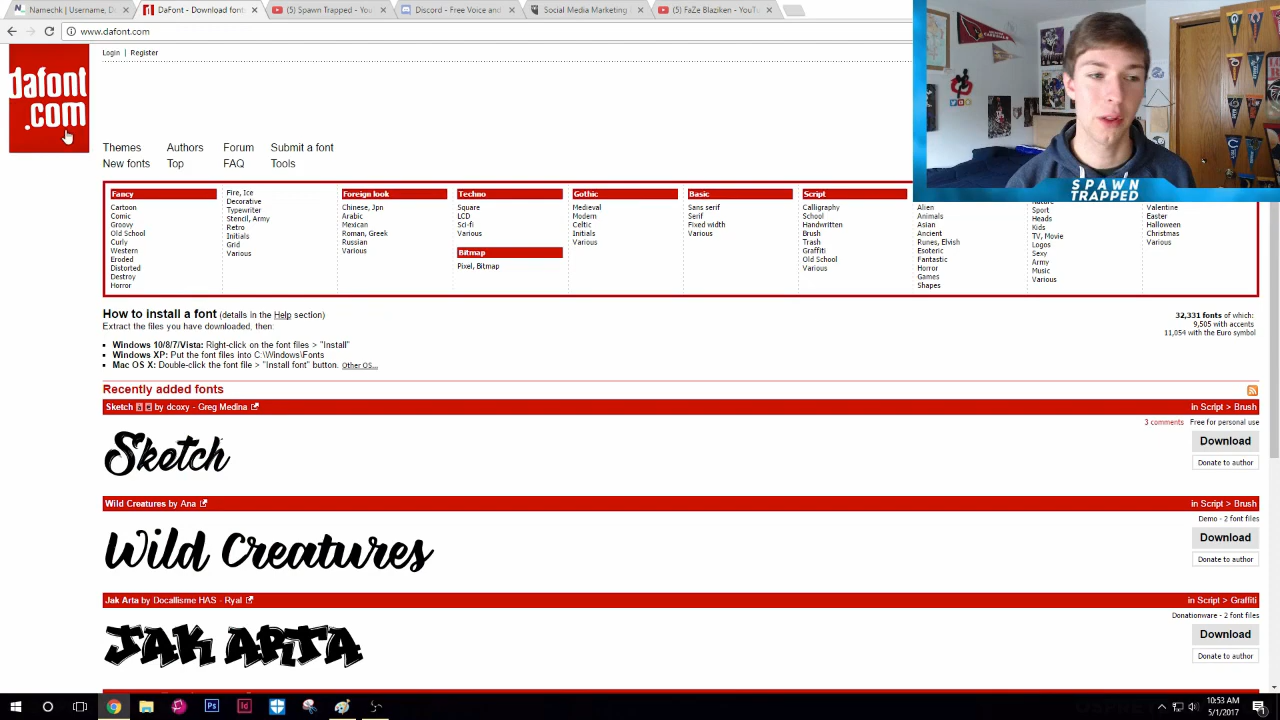 Namechk | Username, D
DaFont - Download font
(5) Spawn Trapped - You
Discord - Free Voice and
Social Media Marketing
(5) FaZe Blaziken - YouTu
www.dafont.com
Login | Register
dafont
.com
Themes Authors Forum Submit a font
New fonts Top FAQ Tools
Fancy
Cartoon
Comic
Groovy
Old School
Curly
Western
Eroded
Distorted
Destroy
Horror
Fire, Ice
Decorative
Typewriter
Stencil, Army
Retro
Initials
Grid
Various
Foreign look
Chinese, Jpn
Arabic
Mexican
Roman, Greek
Russian
Various
Techno
Square
LCD
Sci-fi
Various
Bitmap
Pixel, Bitmap
Gothic
Medieval
Modern
Celtic
Initials
Various
Basic
Sans serif
Serif
Fixed width
Various
Script
Calligraphy
School
Handwritten
Brush
Trash
Graffiti
Old School
Various
Alien
Animals
Asian
Ancient
Runes, Elvish
Esoteric
Fantastic
Horror
Games
Shapes
Sport
Heads
Kids
TV, Movie
Logos
Sexy
Army
Music
Various
Valentine
Easter
Halloween
Christmas
Various
SPAWN
TRAPPED
How to install a font (details in the Help section)
Extract the files you have downloaded, then:
Windows 10/8/7/Vista: Right-click on the font files > "Install"
Windows XP: Put the font files into C:\Windows\Fonts
Mac OS X: Double-click the font file > "Install font" button. Other OS...
32,331 fonts of which:
9,505 with accents
11,054 with the Euro symbol
Recently added fonts
Sketch by dcoxy - Greg Medina in Script > Brush
3 comments Free for personal use
Sketch
Download
Donate to author
Wild Creatures by Ana in Script > Brush
Demo - 2 font files
Wild Creatures
Download
Donate to author
Jak Arta by Docallisme HAS - Ryal in Script > Graffiti
Donationware - 2 font files
JAK ARTA
Download
Donate to author
10:53 AM
5/1/2017